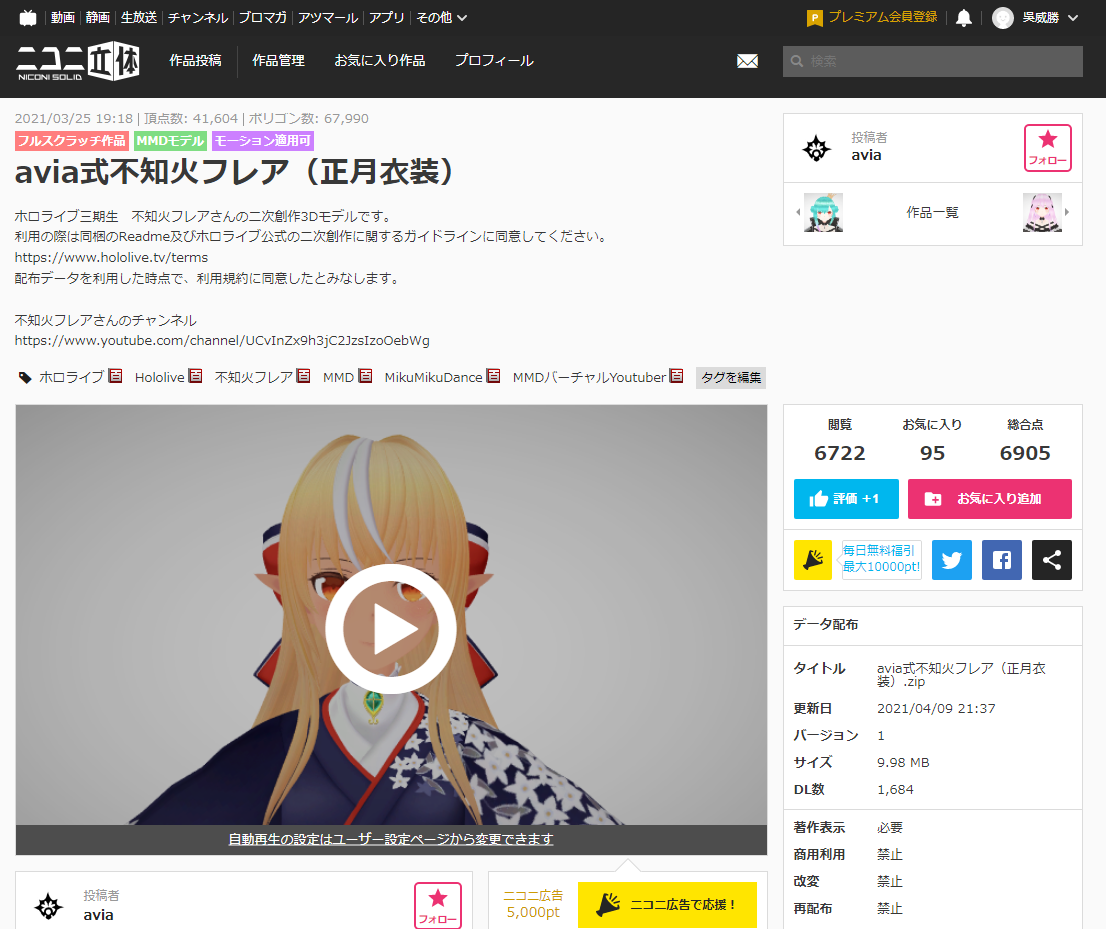 動画 静画 生放送 チャンネル ブロマガ アツマール アプリ その他
P プレミアム会員登録 吳威勝
ニコニ立体
NICONI SOLID
作品投稿 作品管理 お気に入り作品 プロフィール
検索
2021/03/25 19:18 | 頂点数: 41,604 | ポリゴン数: 67,990
フルスクラッチ作品 MMDモデル モーション適用可
avia式不知火フレア（正月衣装）
ホロライブ三期生　不知火フレアさんの二次創作3Dモデルです。
利用の際は同梱のReadme及びホロライブ公式の二次創作に関するガイドラインに同意してください。
https://www.hololive.tv/terms
配布データを利用した時点で、利用規約に同意したとみなします。
不知火フレアさんのチャンネル
https://www.youtube.com/channel/UCvInZx9h3jC2JzsIzoOebWg
ホロライブ Hololive 不知火フレア MMD MikuMikuDance MMDバーチャルYoutuber タグを編集
投稿者
avia
フォロー
作品一覧
自動再生の設定はユーザー設定ページから変更できます
閲覧 お気に入り 総合点
6722 95 6905
評価 +1 お気に入り追加
毎日無料福引
最大10000pt!
データ配布
タイトル avia式不知火フレア（正月衣
装）.zip
更新日 2021/04/09 21:37
バージョン 1
サイズ 9.98 MB
DL数 1,684
著作表示 必要
商用利用 禁止
改変 禁止
再配布 禁止
投稿者
avia
フォロー
ニコニ広告
5,000pt
ニコニ広告で応援！